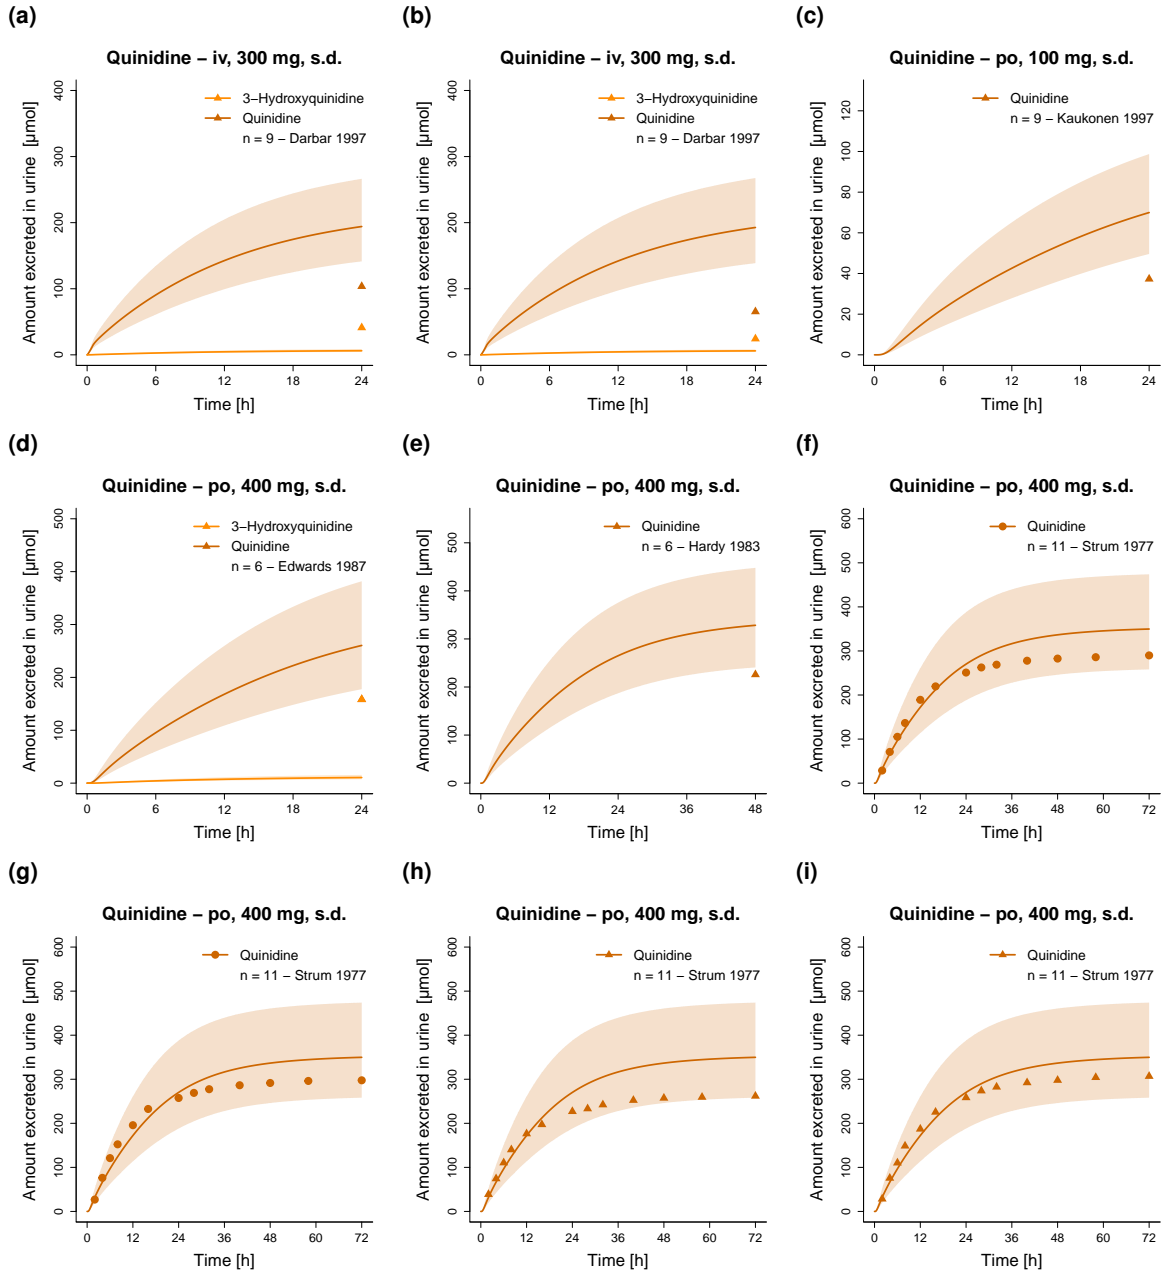 (a)
Quinidine − iv, 300 mg, s.d.
Amount excreted in urine [µmol]
400
300
200
100
0
3−Hydroxyquinidine
Quinidine
n = 9 − Darbar 1997
0 6 12 18 24
Time [h]
(b)
Quinidine − iv, 300 mg, s.d.
Amount excreted in urine [µmol]
400
300
200
100
0
3−Hydroxyquinidine
Quinidine
n = 9 − Darbar 1997
0 6 12 18 24
Time [h]
(c)
Quinidine − po, 100 mg, s.d.
Amount excreted in urine [µmol]
120
100
80
60
40
20
0
Quinidine
n = 9 − Kaukonen 1997
0 6 12 18 24
Time [h]
(d)
Quinidine − po, 400 mg, s.d.
Amount excreted in urine [µmol]
500
400
300
200
100
0
3−Hydroxyquinidine
Quinidine
n = 6 − Edwards 1987
0 6 12 18 24
Time [h]
(e)
Quinidine − po, 400 mg, s.d.
Amount excreted in urine [µmol]
500
400
300
200
100
0
Quinidine
n = 6 − Hardy 1983
0 12 24 36 48
Time [h]
(f)
Quinidine − po, 400 mg, s.d.
Amount excreted in urine [µmol]
600
500
400
300
200
100
0
Quinidine
n = 11 − Strum 1977
0 12 24 36 48 60 72
Time [h]
(g)
Quinidine − po, 400 mg, s.d.
Amount excreted in urine [µmol]
600
500
400
300
200
100
0
Quinidine
n = 11 − Strum 1977
0 12 24 36 48 60 72
Time [h]
(h)
Quinidine − po, 400 mg, s.d.
Amount excreted in urine [µmol]
600
500
400
300
200
100
0
Quinidine
n = 11 − Strum 1977
0 12 24 36 48 60 72
Time [h]
(i)
Quinidine − po, 400 mg, s.d.
Amount excreted in urine [µmol]
600
500
400
300
200
100
0
Quinidine
n = 11 − Strum 1977
0 12 24 36 48 60 72
Time [h]